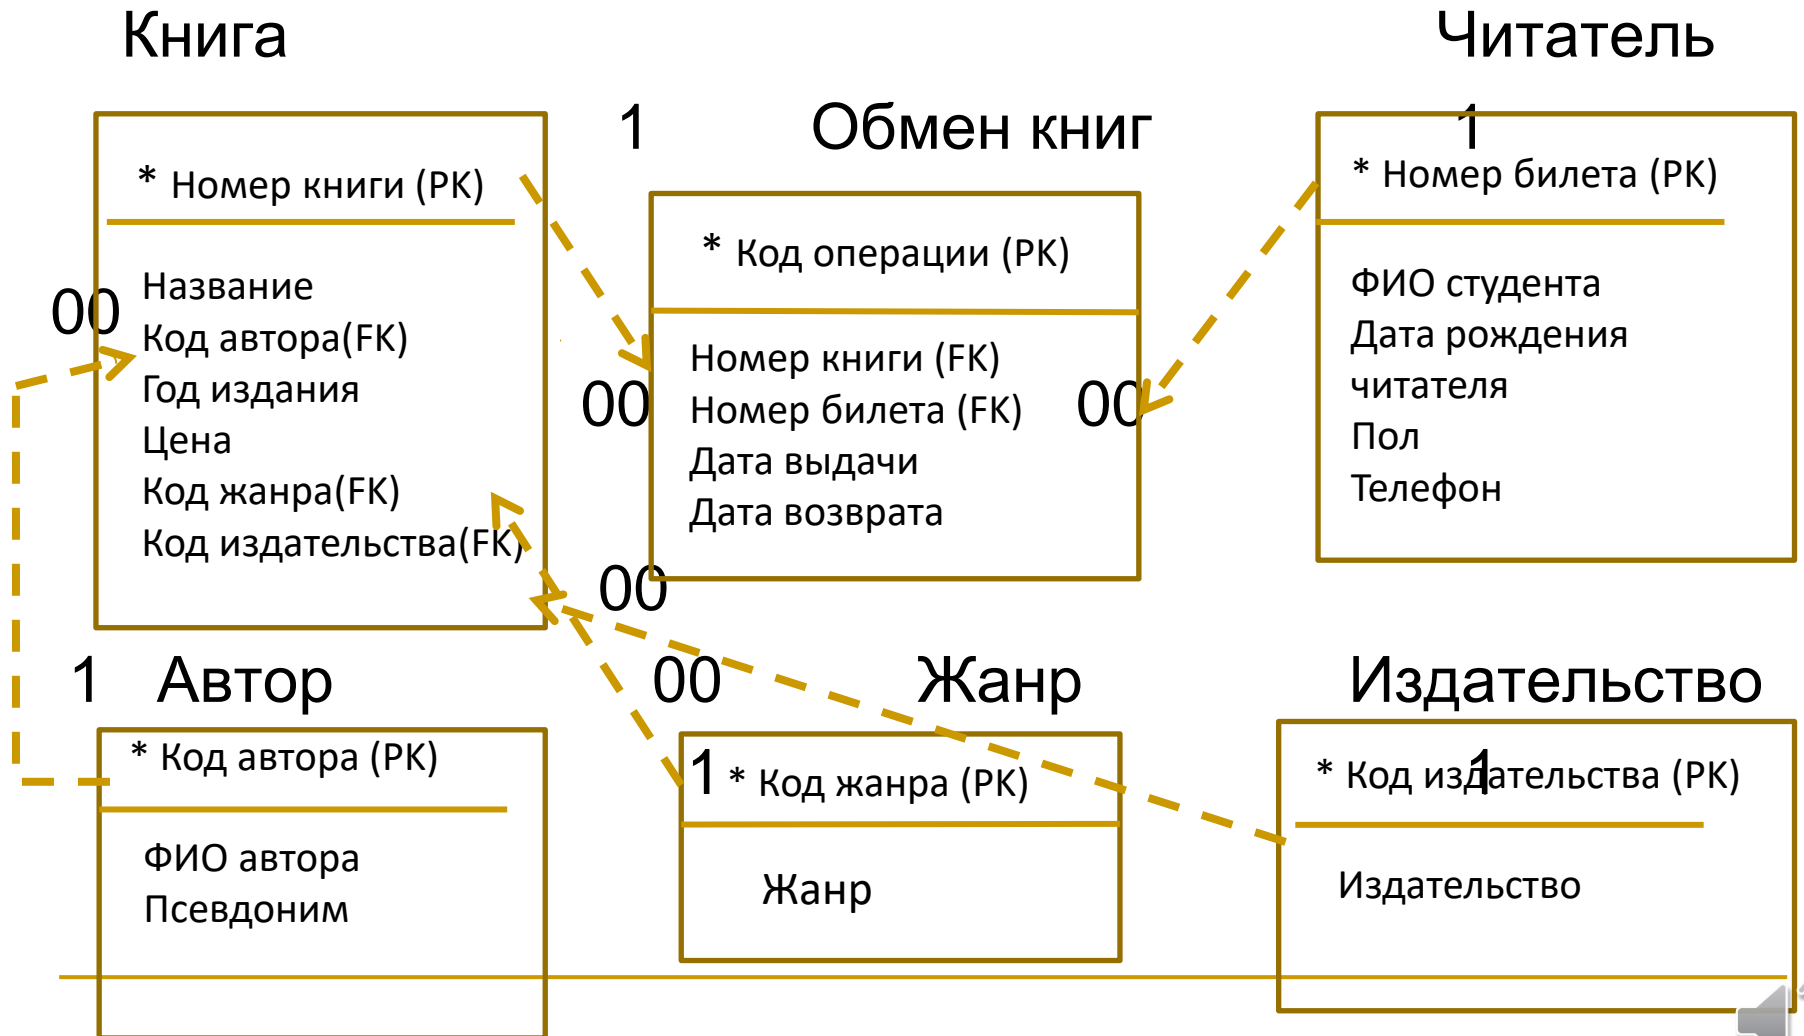 Книга
* Номер книги (PK)
Название
Код автора(FK)
Год издания
Цена
Код жанра(FK)
Код издательства(FK)
00
1
Обмен книг
* Код операции (PK)
Номер книги (FK)
Номер билета (FK)
Дата выдачи
Дата возврата
00
00
Читатель
1
* Номер билета (PK)
ФИО студента
Дата рождения
читателя
Пол
Телефон
00
00
1 Автор
* Код автора (PK)
ФИО автора
Псевдоним
Жанр
1
* Код жанра (PK)
Жанр
Издательство
1
* Код издательства (PK)
Издательство